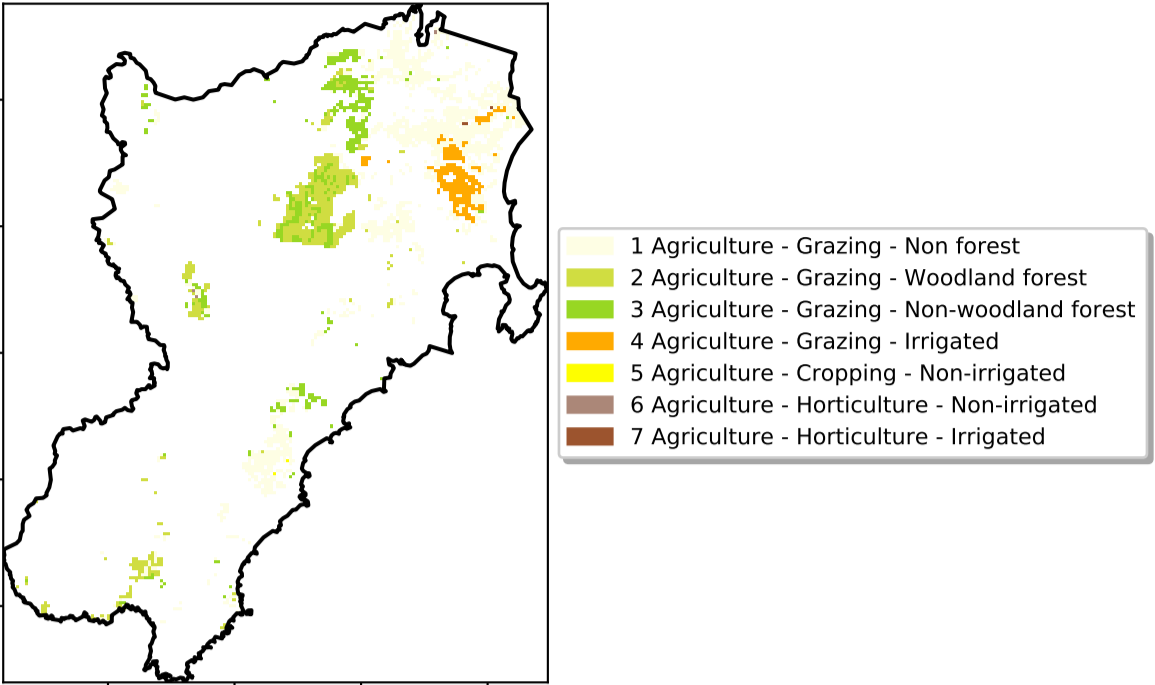 1 Agriculture - Grazing - Non forest
2 Agriculture - Grazing - Woodland forest
3 Agriculture - Grazing - Non-woodland forest
4 Agriculture - Grazing - Irrigated
5 Agriculture - Cropping - Non-irrigated
6 Agriculture - Horticulture - Non-irrigated
7 Agriculture - Horticulture - Irrigated